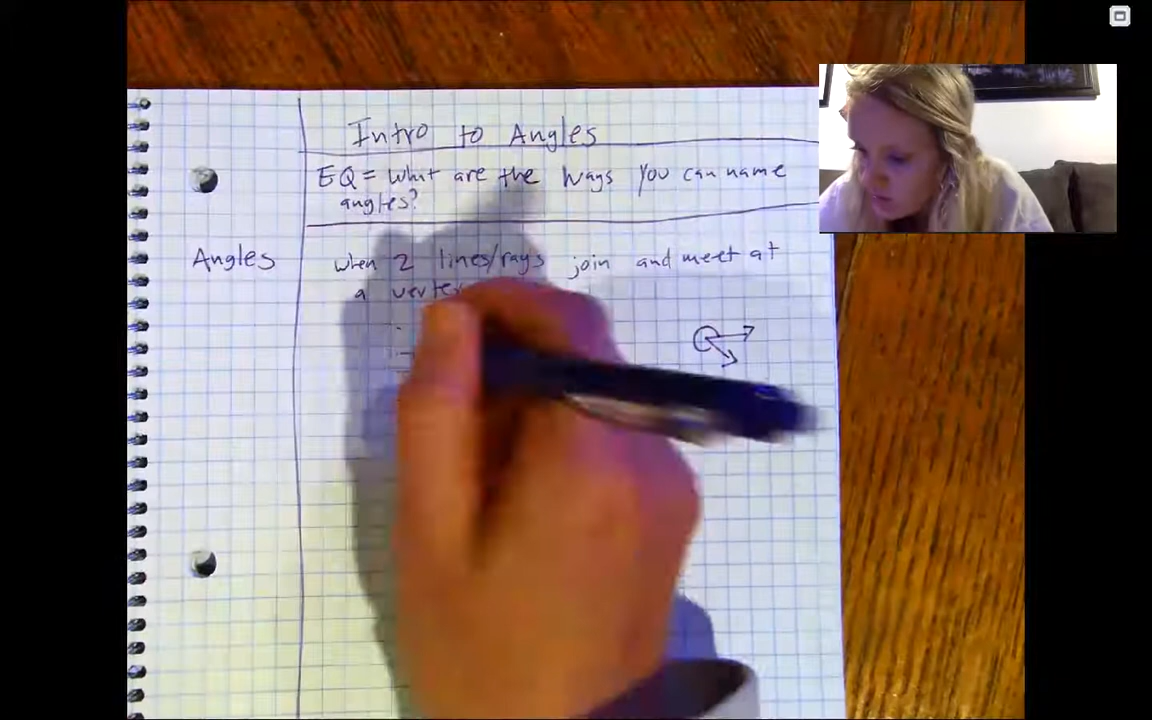 Intro to Angles
EQ = What are the ways you can name
angles?
Angles
when 2 lines/rays join and meet at
a